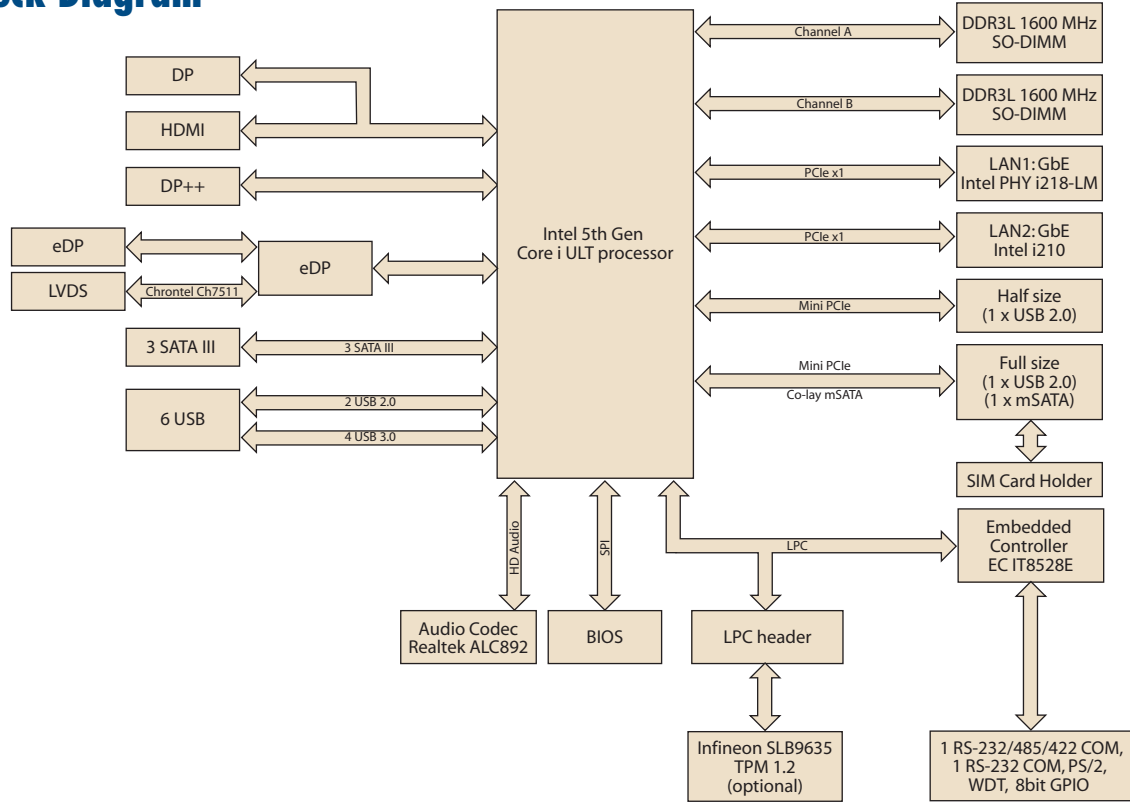 Diagram
DP
HDMI
DP++
eDP
LVDS
Chrontel Ch7511
eDP
3 SATA III
3 SATA III
6 USB
2 USB 2.0
4 USB 3.0
Intel 5th Gen
Core i ULT processor
Channel A
DDR3L 1600 MHz
SO-DIMM
Channel B
DDR3L 1600 MHz
SO-DIMM
PCIe x1
LAN1: GbE
Intel PHY i218-LM
PCIe x1
LAN2: GbE
Intel i210
Mini PCIe
Half size
(1 x USB 2.0)
Mini PCIe
Co-lay mSATA
Full size
(1 x USB 2.0)
(1 x mSATA)
SIM Card Holder
HD Audio
SPI
LPC
Embedded
Controller
EC IT8528E
Audio Codec
Realtek ALC892
BIOS
LPC header
Infineon SLB9635
TPM 1.2
(optional)
1 RS-232/485/422 COM,
1 RS-232 COM, PS/2,
WDT, 8bit GPIO